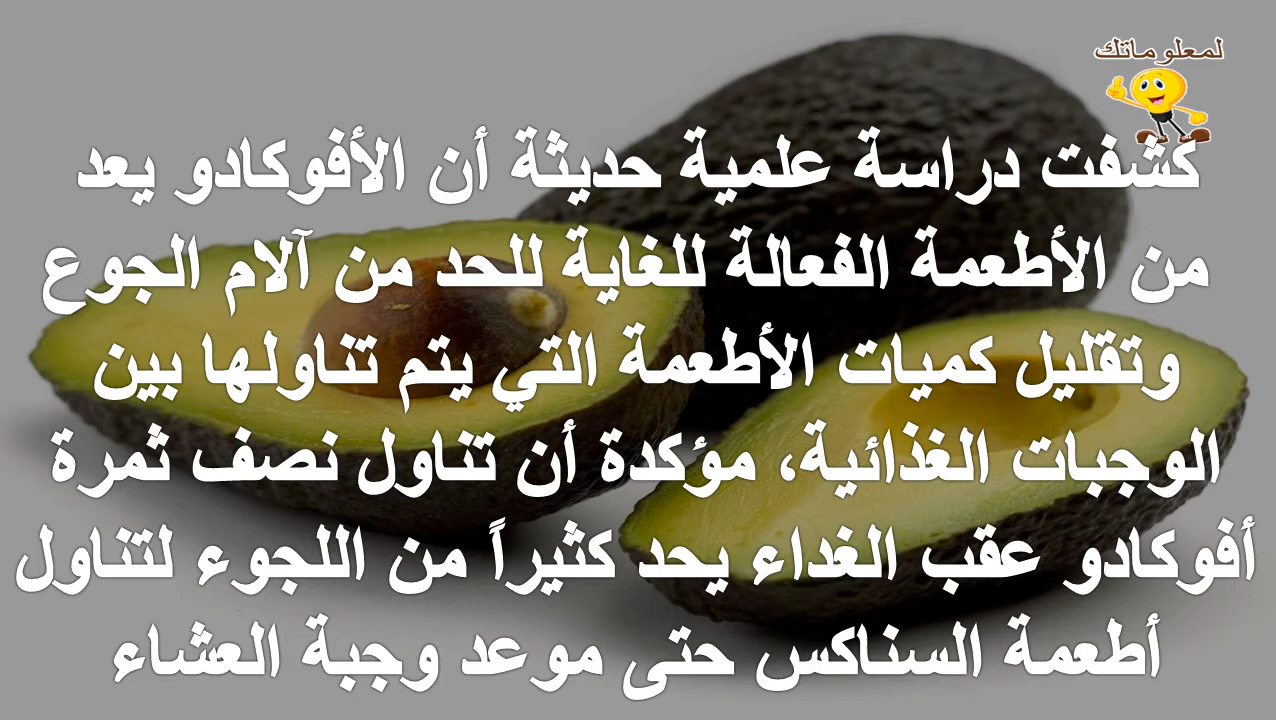 لمعلوماتك
كشفت دراسة علمية حديثة أن الأفوكادو يعد
من الأطعمة الفعالة للغاية للحد من آلام الجوع
وتقليل كميات الأطعمة التي يتم تناولها بين
الوجبات الغذائية، مؤكدة أن تناول نصف ثمرة
أفوكادو عقب الغداء يحد كثيراً من اللجوء لتناول
أطعمة السناكس حتى موعد وجبة العشاء